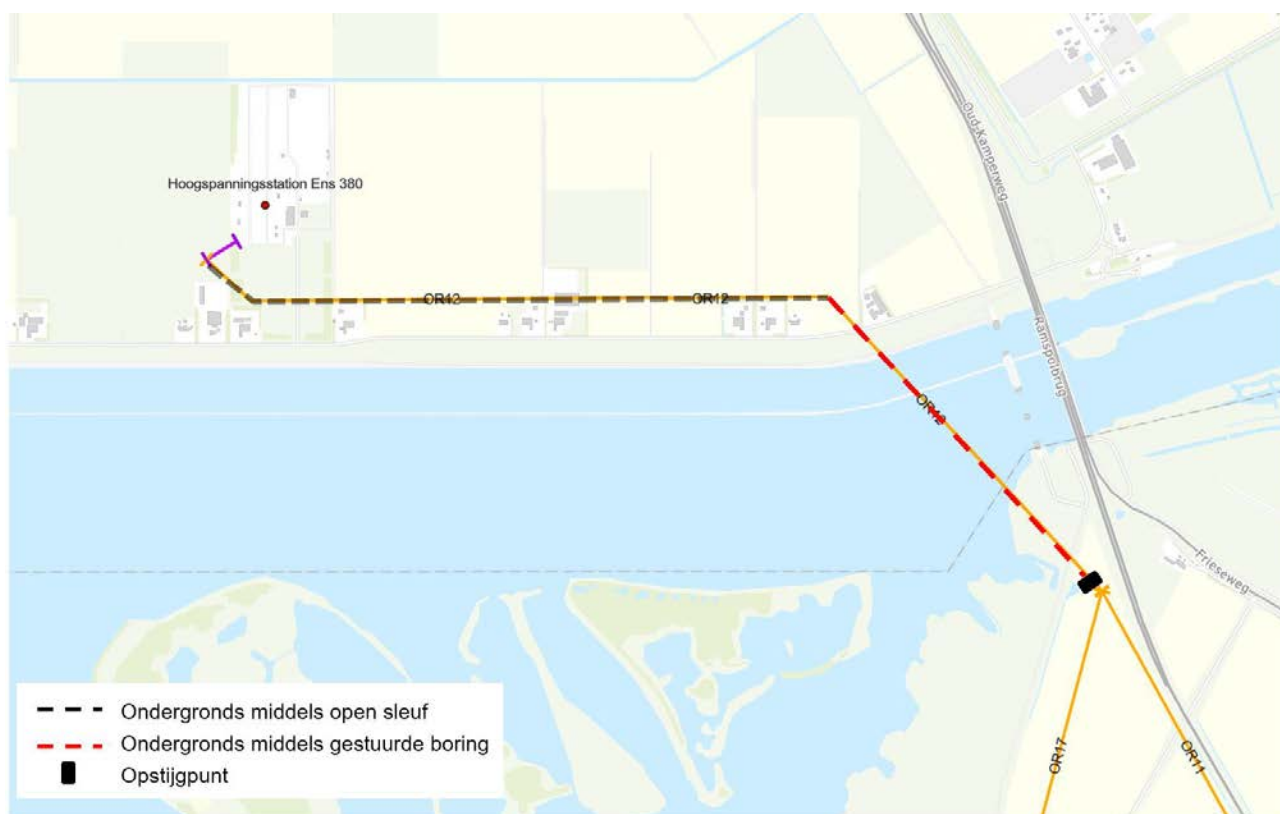 Oud-Kamperweg
Hoogspanningsstation Ens 380
OR12
OR12
Ramspolbrug
OR12
Frieseweg
OR17
OR11
Ondergronds middels open sleuf
Ondergronds middels gestuurde boring
Opstijgpunt